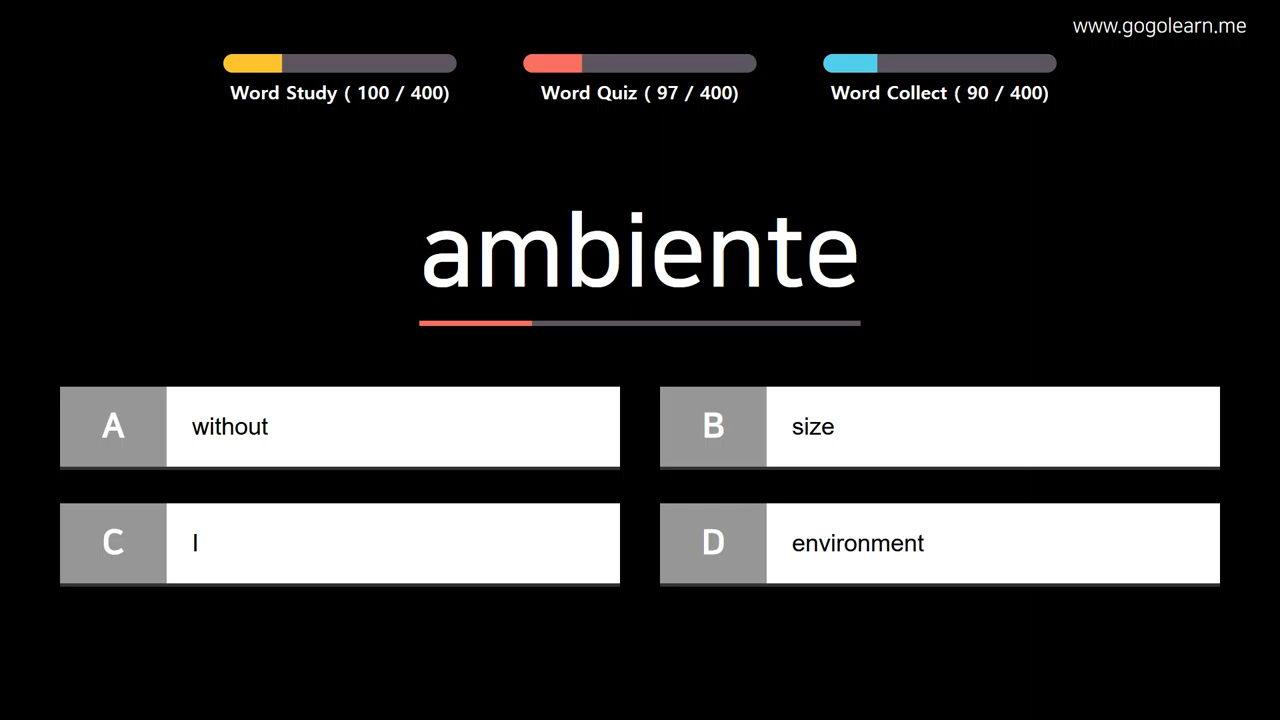 www.gogolearn.me
Word Study ( 100 / 400)
Word Quiz ( 97 / 400)
Word Collect ( 90 / 400)
ambiente
A without
B size
C I
D environment